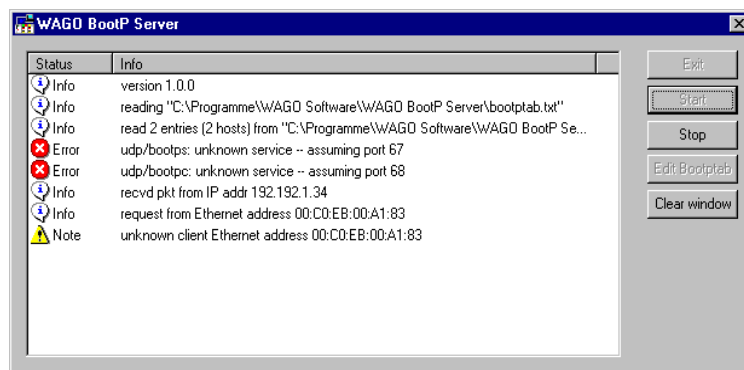 WAGO BootP Server
Status Info
Info version 1.0.0
Info reading "C:\Programme\WAGO Software\WAGO BootP Server\bootptab.txt"
Info read 2 entries (2 hosts) from "C:\Programme\WAGO Software\WAGO BootP Se...
Error udp/bootps: unknown service -- assuming port 67
Error udp/bootpc: unknown service -- assuming port 68
Info recvd pkt from IP addr 192.192.1.34
Info request from Ethernet address 00:C0:EB:00:A1:83
Note unknown client Ethernet address 00:C0:EB:00:A1:83
Exit
Start
Stop
Edit Bootptab
Clear window